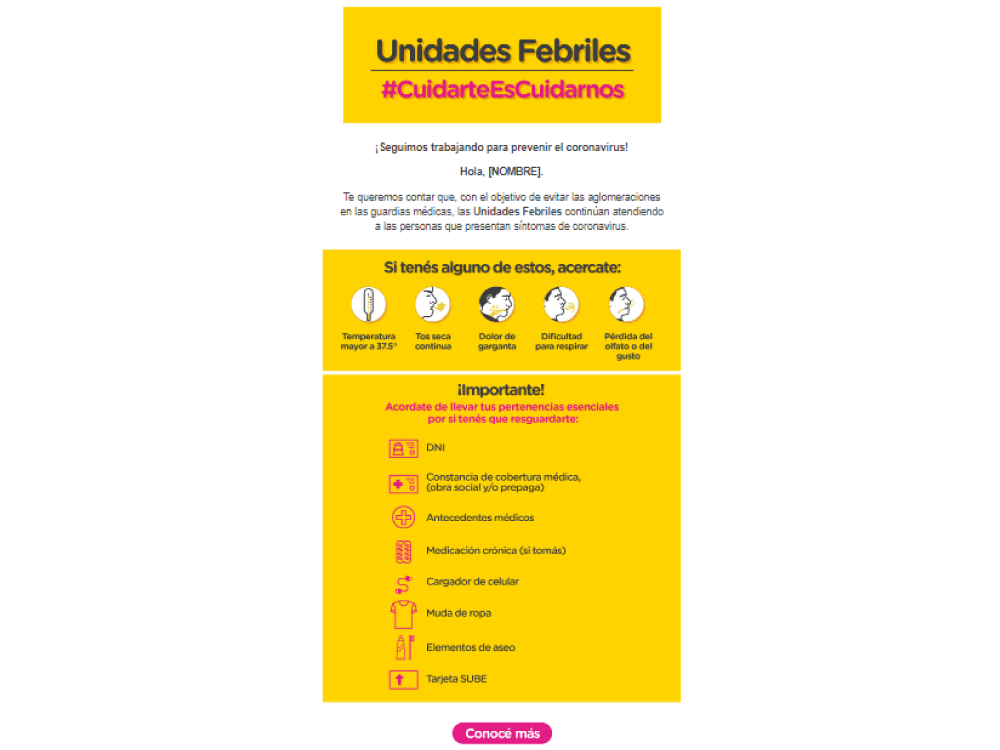 Unidades Febriles
#CuidarteEsCuidarnos
¡Seguimos trabajando para prevenir el coronavirus!
Hola, [NOMBRE].
Te queremos contar que, con el objetivo de evitar las aglomeraciones
en las guardias médicas, las Unidades Febriles continúan atendiendo
a las personas que presentan síntomas de coronavirus.
Si tenés alguno de estos, acercate:
Temperatura
mayor a 37.5°
Tos seca
continua
Dolor de
garganta
Dificultad
para respirar
Pérdida del
olfato o del
gusto
¡Importante!
Acordate de llevar tus pertenencias esenciales
por si tenés que resguardarte:
DNI
Constancia de cobertura médica,
(obra social y/o prepaga)
Antecedentes médicos
Medicación crónica (si tomás)
Cargador de celular
Muda de ropa
Elementos de aseo
Tarjeta SUBE
Conocé más